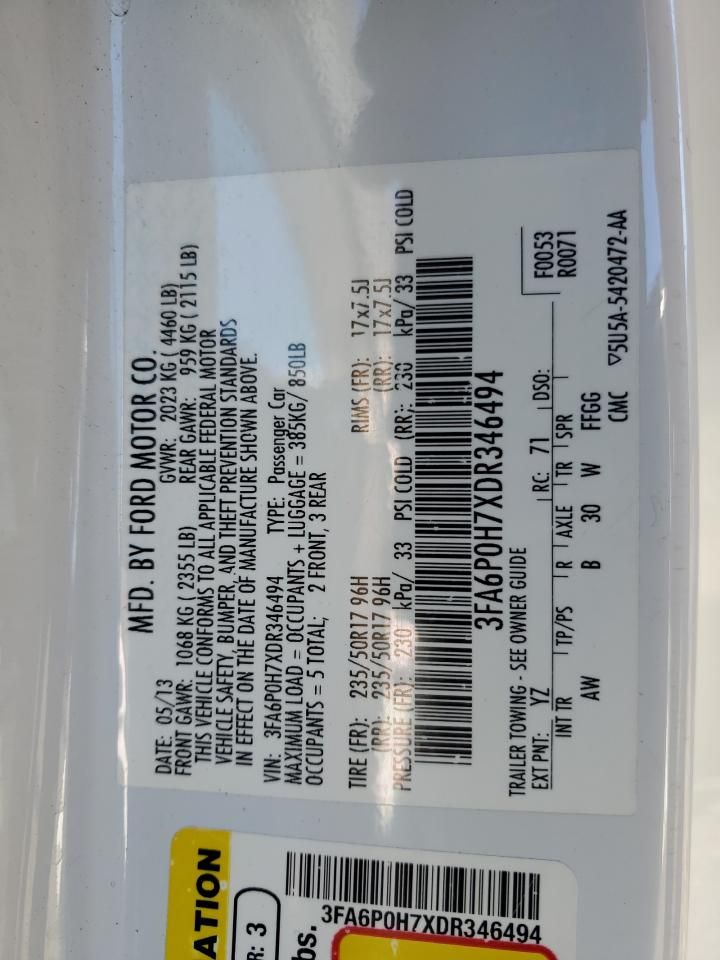 MFD. BY FORD MOTOR CO.
DATE: 05/13 GVWR: 2023 KG ( 4460 LB)
FRONT GAWR: 1068 KG ( 2355 LB) REAR GAWR: 959 KG ( 2115 LB)
THIS VEHICLE CONFORMS TO ALL APPLICABLE FEDERAL MOTOR
VEHICLE SAFETY, BUMPER, AND THEFT PREVENTION STANDARDS
IN EFFECT ON THE DATE OF MANUFACTURE SHOWN ABOVE.
VIN: 3FA6P0H7XDR346494 TYPE: Passenger Car
MAXIMUM LOAD = OCCUPANTS + LUGGAGE = 385KG/ 850LB
OCCUPANTS = 5 TOTAL; 2 FRONT, 3 REAR
TIRE (FR): 235/50R17 96H RIMS (FR): 17x7.5J
(RR): 235/50R17 96H (RR): 17x7.5J
PRESSURE (FR): 230 kPa/ 33 PSI COLD (RR): 230 kPa/ 33 PSI COLD
3FA6P0H7XDR346494
TRAILER TOWING - SEE OWNER GUIDE F0053
EXT PNT: YZ RC: 71 DSO: R0071
INT TR TP/PS R AXLE TR SPR
AW B 30 W FFGG
CMC ▽5U5A-5420472-AA
ATION
R: 3
bs.
3FA6P0H7XDR346494